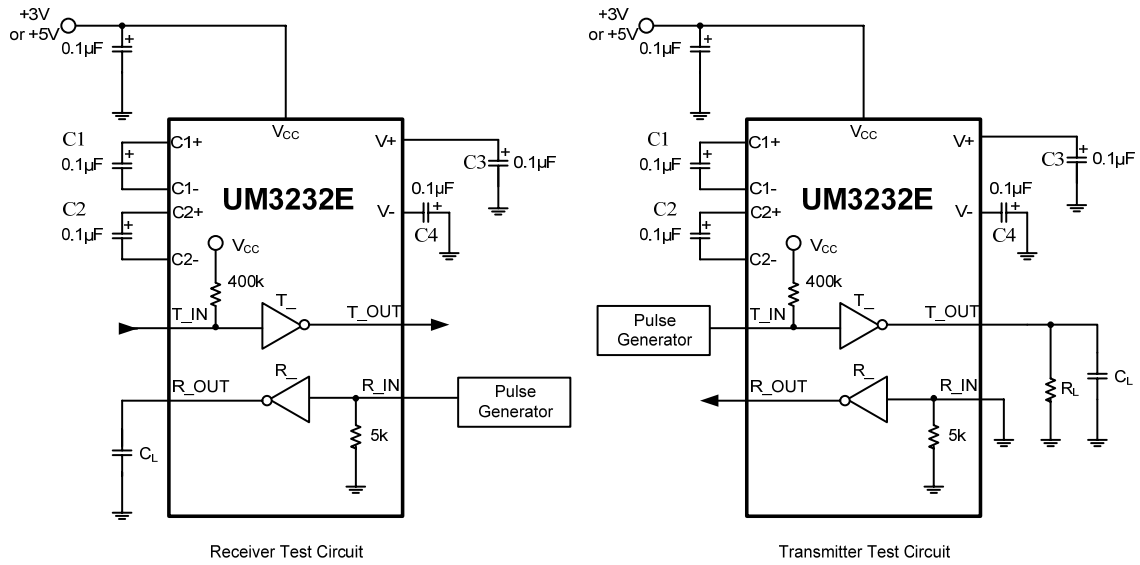 +3V
or +5V
0.1µF
+
VCC
C1
0.1µF
+
C1+
C1-
C2
0.1µF
+
C2+
C2-
UM3232E
V+
C3
+
0.1µF
0.1µF
V-
+
C4
VCC
400k
T_IN
T_
T_OUT
R_OUT
R_
R_IN
5k
CL
Pulse
Generator
Receiver Test Circuit
+3V
or +5V
0.1µF
+
VCC
C1
0.1µF
+
C1+
C1-
C2
0.1µF
+
C2+
C2-
UM3232E
V+
C3
+
0.1µF
0.1µF
V-
+
C4
VCC
400k
Pulse
Generator
T_IN
T_
T_OUT
R_OUT
R_
R_IN
5k
RL
CL
Transmitter Test Circuit